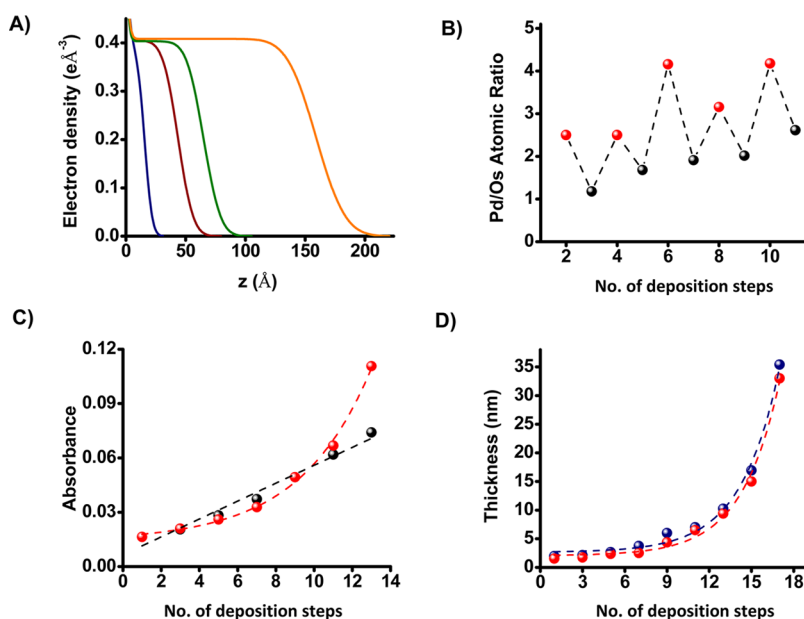 A)
Electron density (eÅ⁻³)
0.4
0.3
0.2
0.1
0.0
0 50 100 150 200
z (Å)
B)
Pd/Os Atomic Ratio
5
4
3
2
1
0
2 4 6 8 10
No. of deposition steps
C)
Absorbance
0.12
0.09
0.06
0.03
0.00
0 2 4 6 8 10 12 14
No. of deposition steps
D)
Thickness (nm)
35
30
25
20
15
10
5
0
0 3 6 9 12 15 18
No. of deposition steps